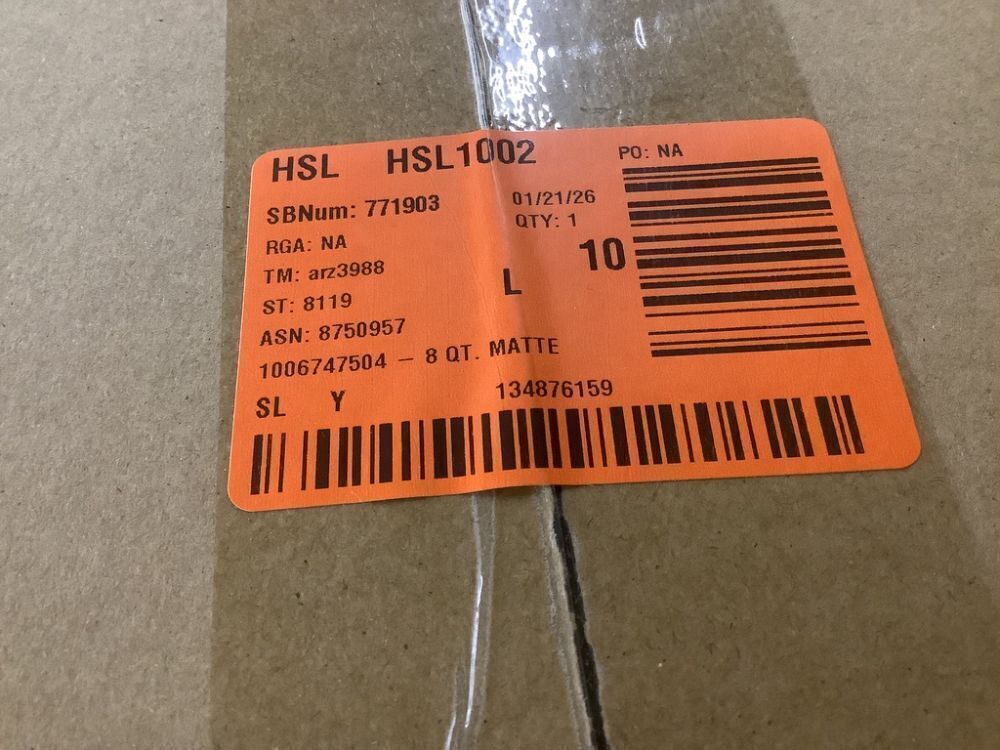 HSL HSL1002 PO: NA
SBNum: 771903 01/21/26
RGA: NA QTY: 1
TM: arz3988 L 10
ST: 8119
ASN: 8750957
1006747504 – 8 QT. MATTE
SL Y 134876159